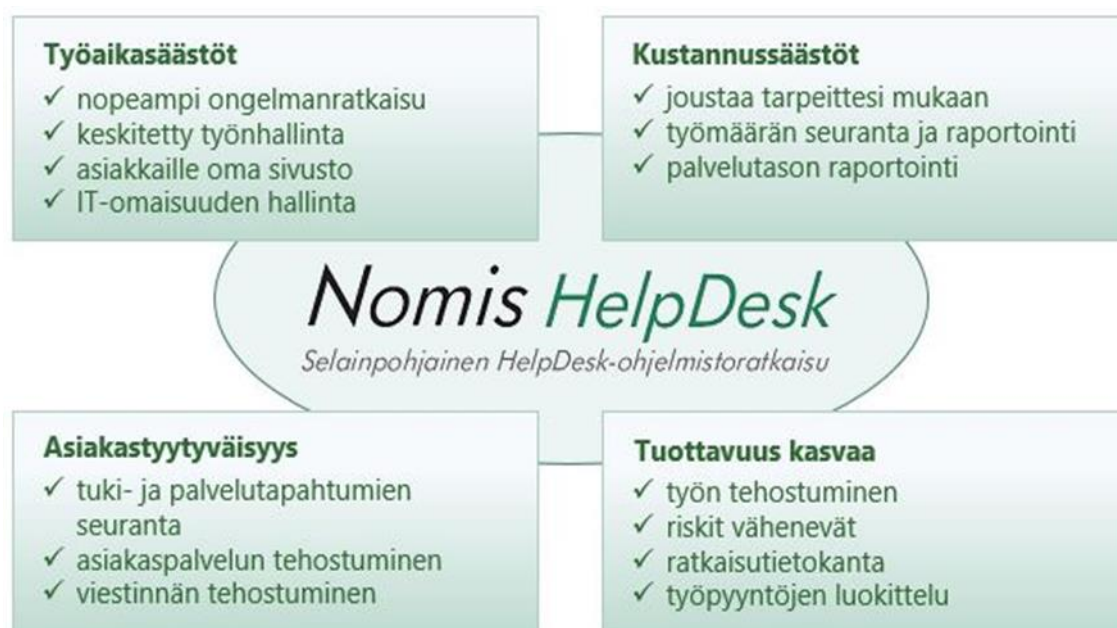 Työaikasäästöt
✓ nopeampi ongelmanratkaisu
✓ keskitetty työnhallinta
✓ asiakkaille oma sivusto
✓ IT-omaisuuden hallinta
Kustannussäästöt
✓ joustaa tarpeittesi mukaan
✓ työmäärän seuranta ja raportointi
✓ palvelutason raportointi
Nomis HelpDesk
Selainpohjainen HelpDesk-ohjelmistoratkaisu
Asiakastyytyväisyys
✓ tuki- ja palvelutapahtumien
seuranta
✓ asiakaspalvelun tehostuminen
✓ viestinnän tehostuminen
Tuottavuus kasvaa
✓ työn tehostuminen
✓ riskit vähenevät
✓ ratkaisutietokanta
✓ työpyyntöjen luokittelu